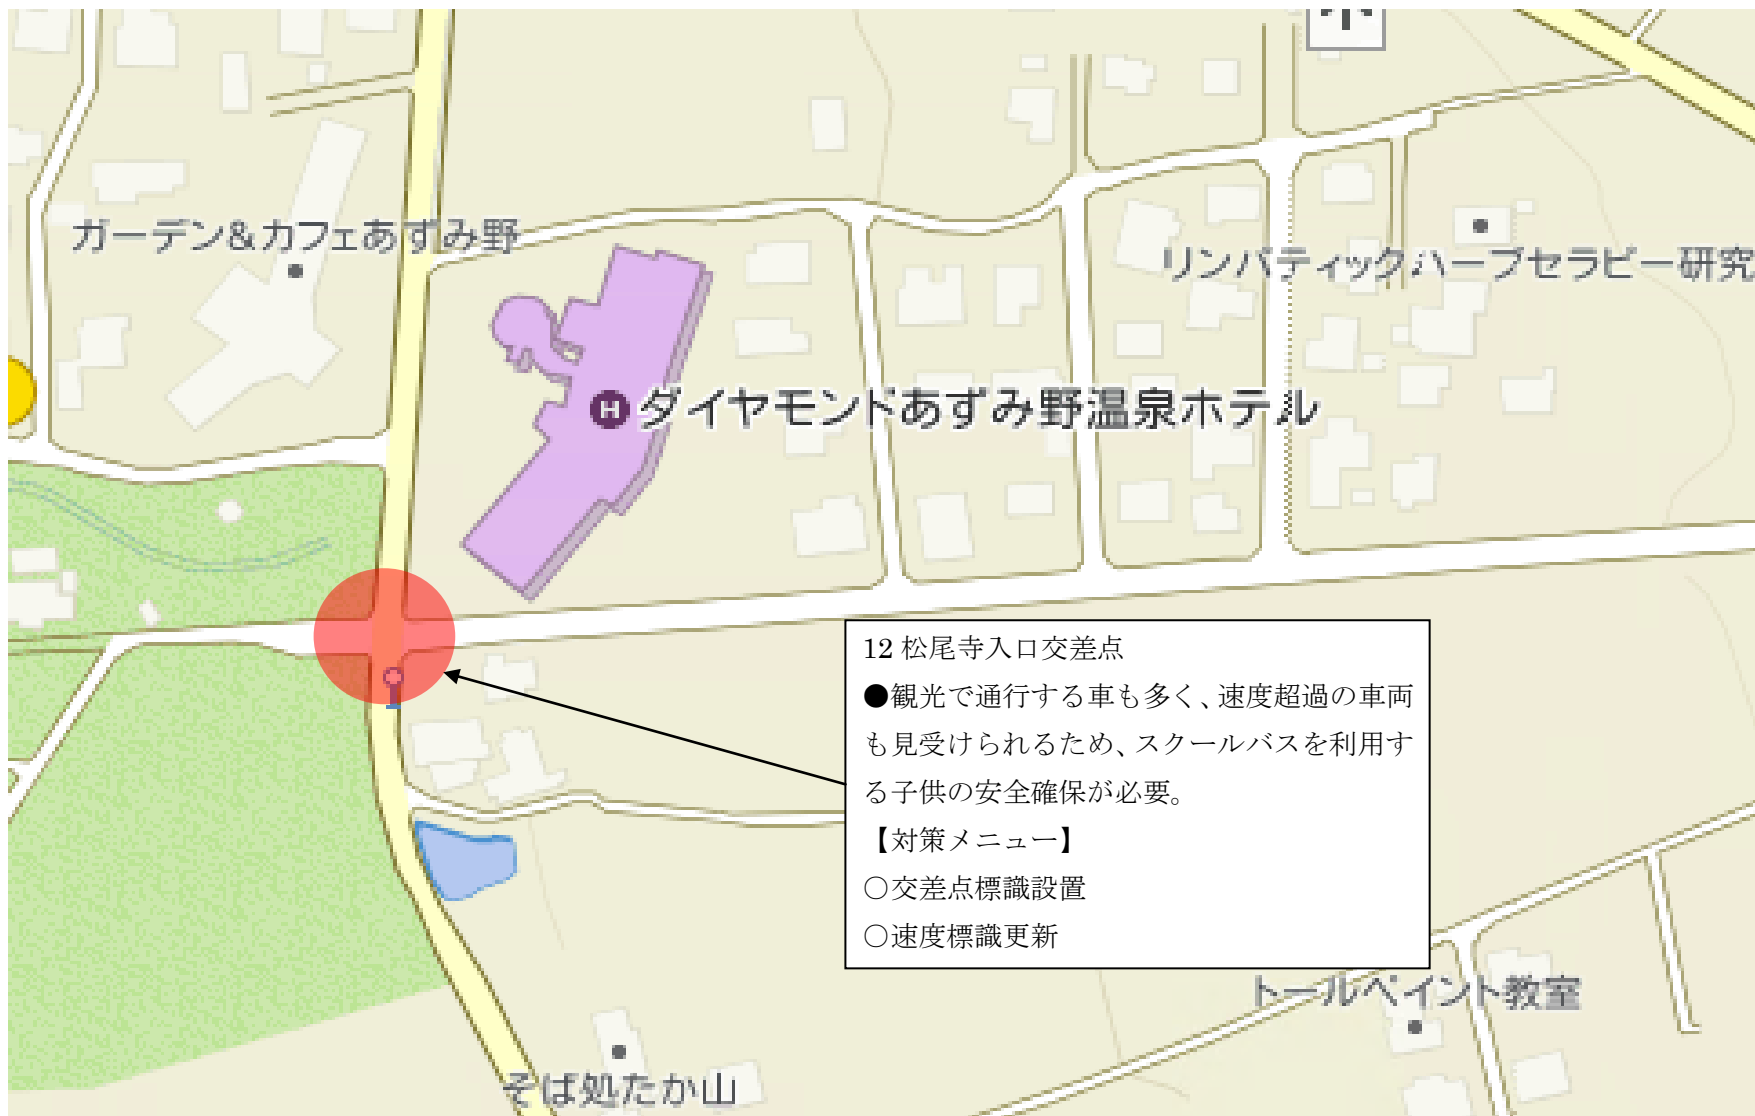 ガーデン&カフェあずみ野
リンパティックハーブセラピー研究
H
ダイヤモンドあずみ野温泉ホテル
12 松尾寺入口交差点
●観光で通行する車も多く、速度超過の車両
も見受けられるため、スクールバスを利用す
る子供の安全確保が必要。
【対策メニュー】
○交差点標識設置
○速度標識更新
トールペイント教室
そば処たか山